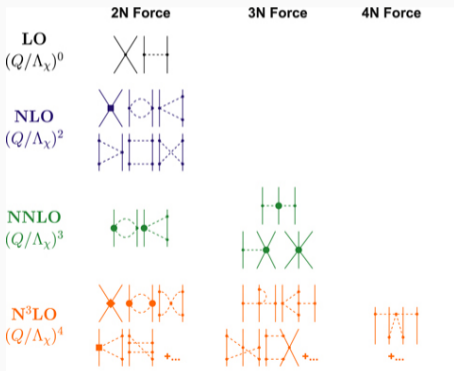 2N Force 3N Force 4N Force
LO
(Q/Λχ)⁰
NLO
(Q/Λχ)²
NNLO
(Q/Λχ)³
N³LO
(Q/Λχ)⁴
+...
+...
+...